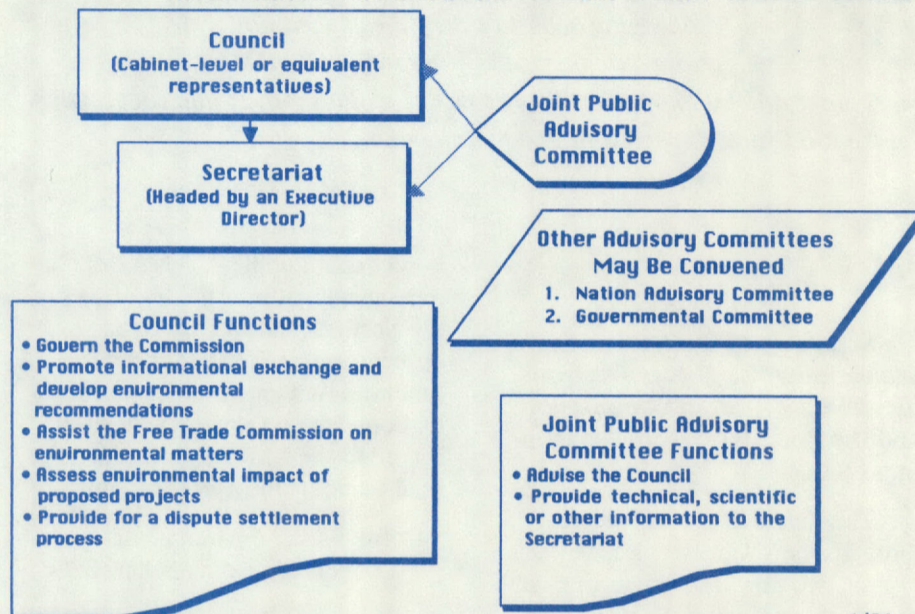 Council
(Cabinet-level or equivalent
representatives)
Joint Public
Advisory
Committee
Secretariat
(Headed by an Executive
Director)
Other Advisory Committees
May Be Convened
1. Nation Advisory Committee
2. Governmental Committee
Council Functions
• Govern the Commission
• Promote informational exchange and
develop environmental
recommendations
• Assist the Free Trade Commission on
environmental matters
• Assess environmental impact of
proposed projects
• Provide for a dispute settlement
process
Joint Public Advisory
Committee Functions
• Advise the Council
• Provide technical, scientific
or other information to the
Secretariat